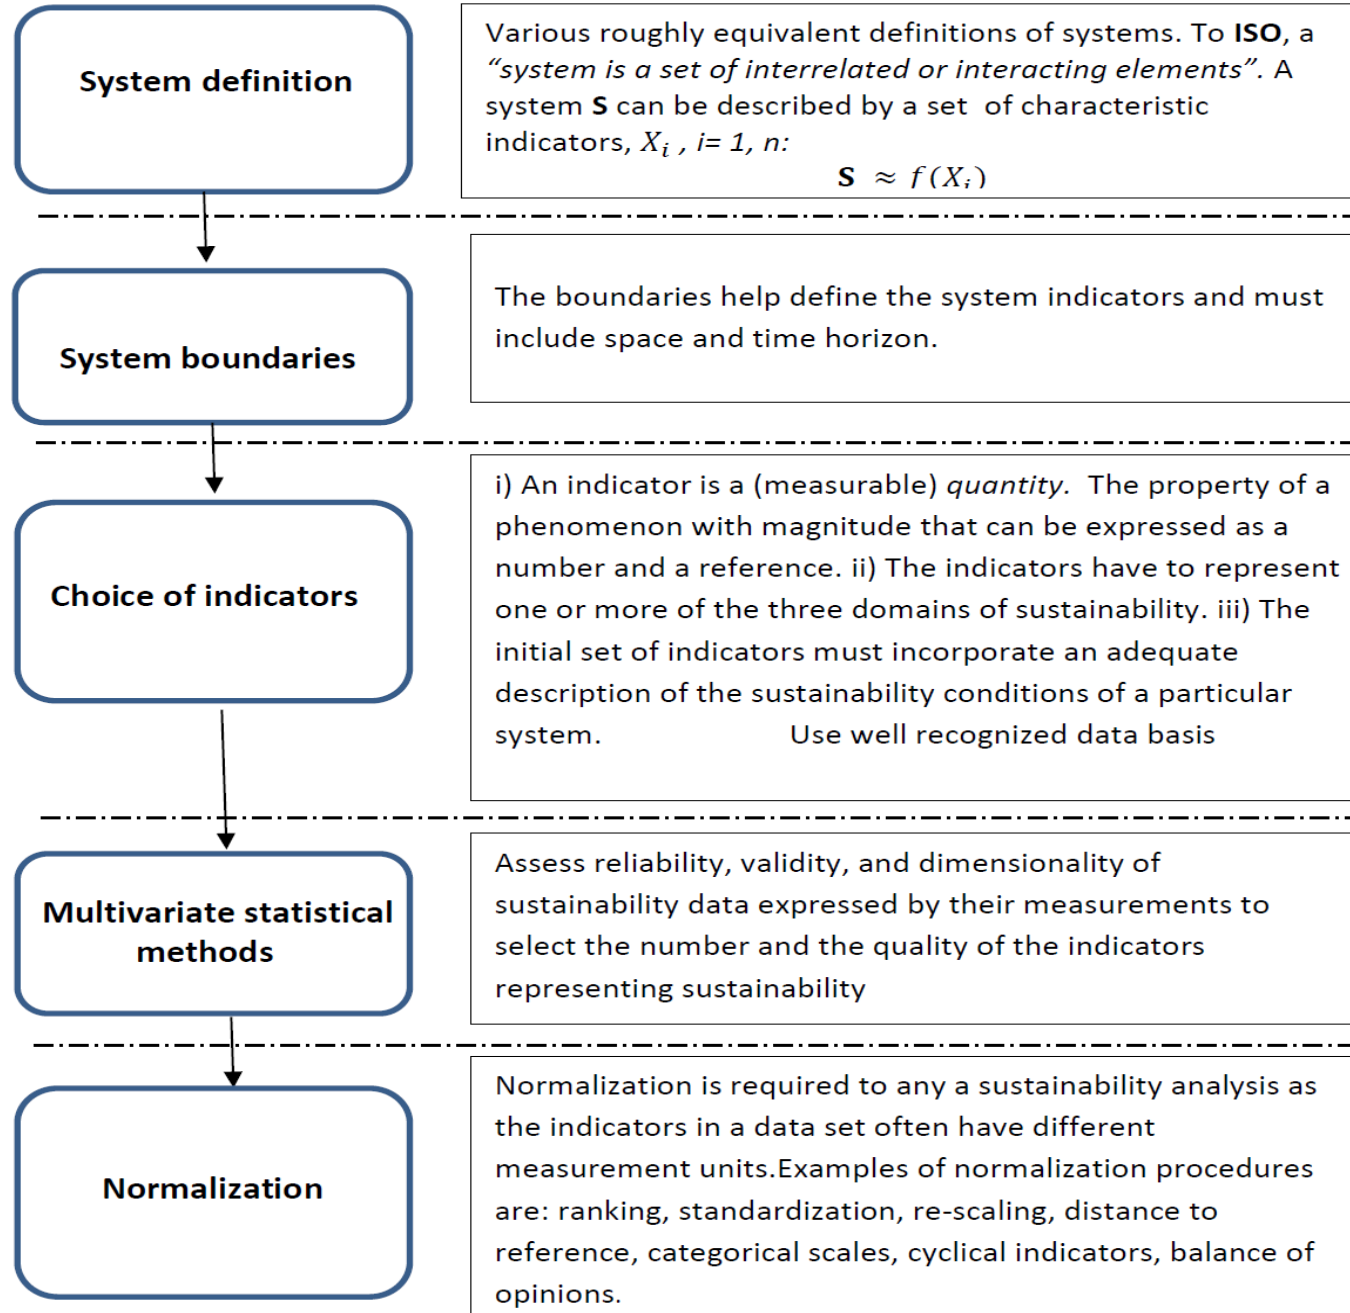 System definition
Various roughly equivalent definitions of systems. To ISO, a
“system is a set of interrelated or interacting elements”. A
system S can be described by a set of characteristic
indicators, Xᵢ , i= 1, n:
S ≈ f(Xᵢ)
System boundaries
The boundaries help define the system indicators and must
include space and time horizon.
Choice of indicators
i) An indicator is a (measurable) quantity. The property of a
phenomenon with magnitude that can be expressed as a
number and a reference. ii) The indicators have to represent
one or more of the three domains of sustainability. iii) The
initial set of indicators must incorporate an adequate
description of the sustainability conditions of a particular
system. Use well recognized data basis
Multivariate statistical
methods
Assess reliability, validity, and dimensionality of
sustainability data expressed by their measurements to
select the number and the quality of the indicators
representing sustainability
Normalization
Normalization is required to any a sustainability analysis as
the indicators in a data set often have different
measurement units.Examples of normalization procedures
are: ranking, standardization, re-scaling, distance to
reference, categorical scales, cyclical indicators, balance of
opinions.